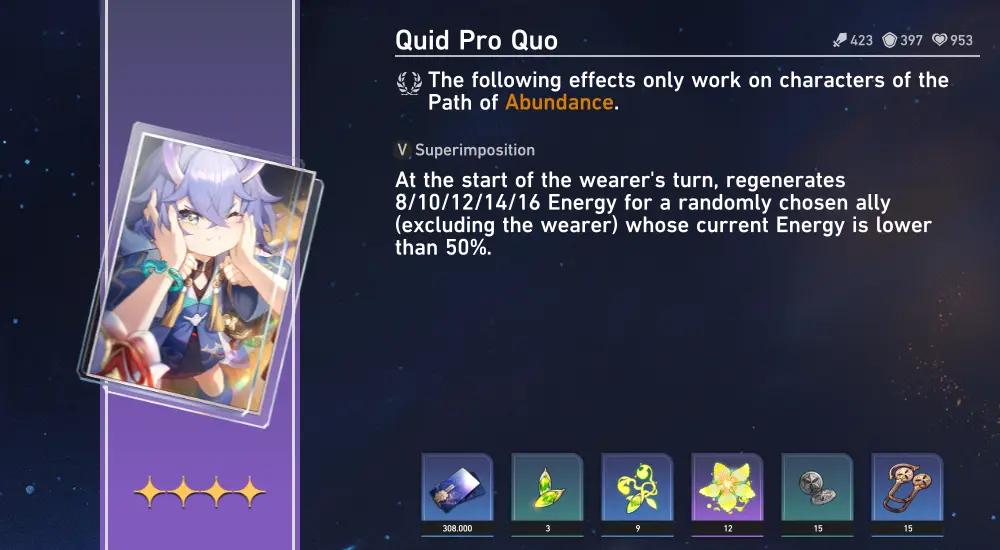 Quid Pro Quo
423 397 953
The following effects only work on characters of the
Path of Abundance.
V Superimposition
At the start of the wearer's turn, regenerates
8/10/12/14/16 Energy for a randomly chosen ally
(excluding the wearer) whose current Energy is lower
than 50%.
308.000 3 9 12 15 15